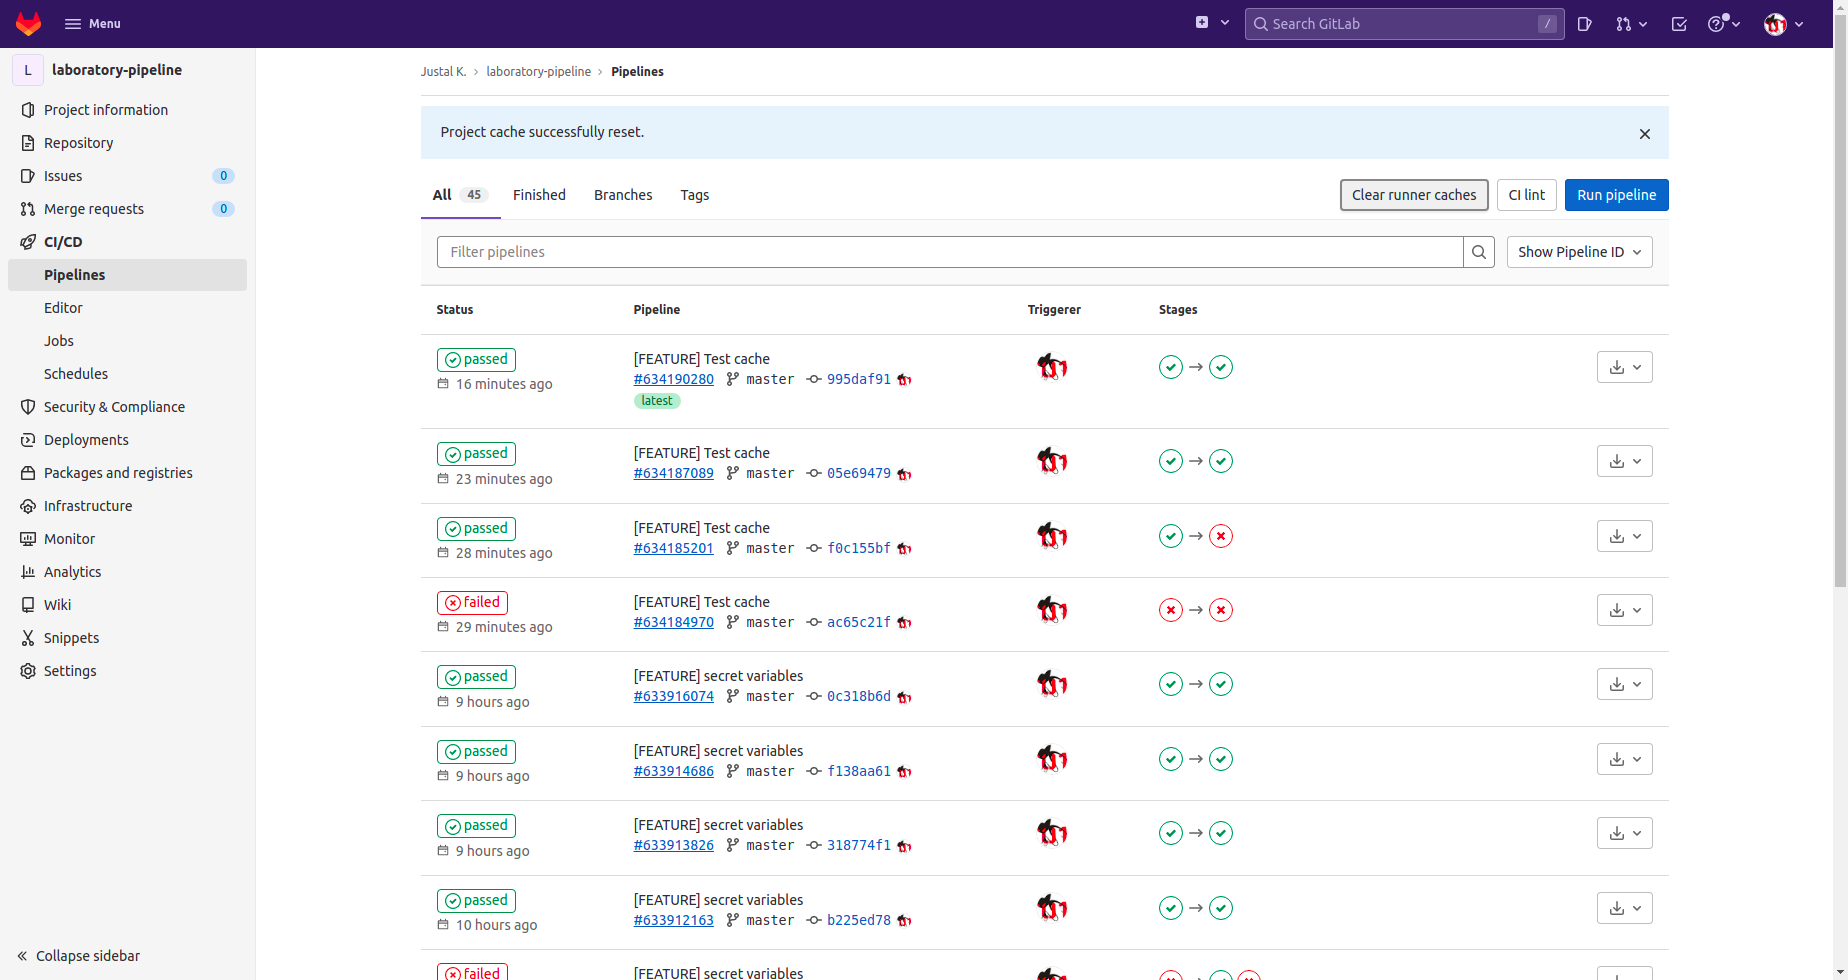 Menu
Search GitLab /
L laboratory-pipeline
Project information
Repository
Issues 0
Merge requests 0
CI/CD
Pipelines
Editor
Jobs
Schedules
Security & Compliance
Deployments
Packages and registries
Infrastructure
Monitor
Analytics
Wiki
Snippets
Settings
Collapse sidebar
Justal K. › laboratory-pipeline › Pipelines
Project cache successfully reset.
All 45 Finished Branches Tags Clear runner caches CI lint Run pipeline
Filter pipelines Show Pipeline ID
Status Pipeline Triggerer Stages
passed [FEATURE] Test cache
16 minutes ago #634190280 master 995daf91
latest
passed [FEATURE] Test cache
23 minutes ago #634187089 master 05e69479
passed [FEATURE] Test cache
28 minutes ago #634185201 master f0c155bf
failed [FEATURE] Test cache
29 minutes ago #634184970 master ac65c21f
passed [FEATURE] secret variables
9 hours ago #633916074 master 0c318b6d
passed [FEATURE] secret variables
9 hours ago #633914686 master f138aa61
passed [FEATURE] secret variables
9 hours ago #633913826 master 318774f1
passed [FEATURE] secret variables
10 hours ago #633912163 master b225ed78
failed [FEATURE] secret variables